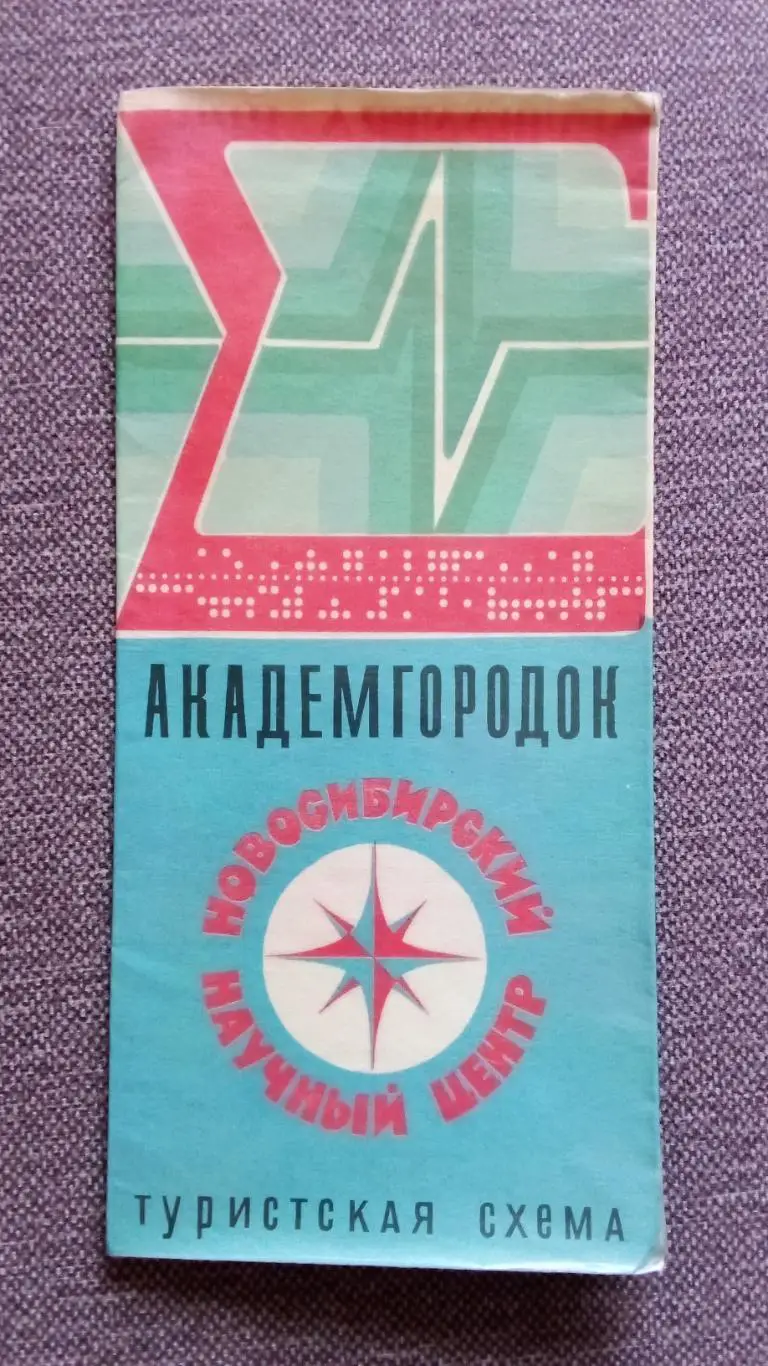 АКАДЕМГОРОДОК
НОВОСИБИРСКИЙ
НАУЧНЫЙ ЦЕНТР
туристская схема